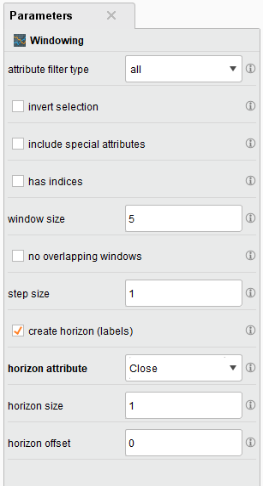 Parameters
Windowing
attribute filter type all
invert selection
include special attributes
has indices
window size 5
no overlapping windows
step size 1
create horizon (labels)
horizon attribute Close
horizon size 1
horizon offset 0